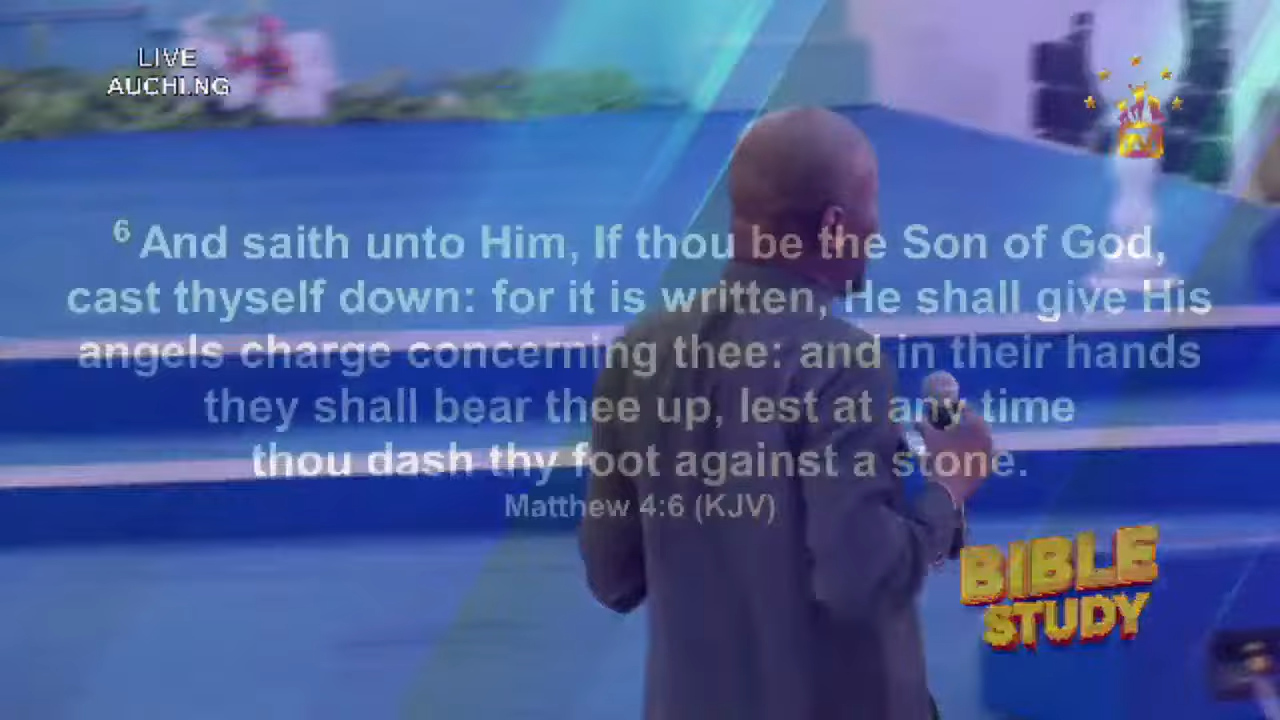 LIVE
AUCHI.NG
6 And saith unto Him, If thou be the Son of God,
cast thyself down: for it is written, He shall give His
angels charge concerning thee: and in their hands
they shall bear thee up, lest at any time
thou dash thy foot against a stone.
Matthew 4:6 (KJV)
BIBLE
STUDY